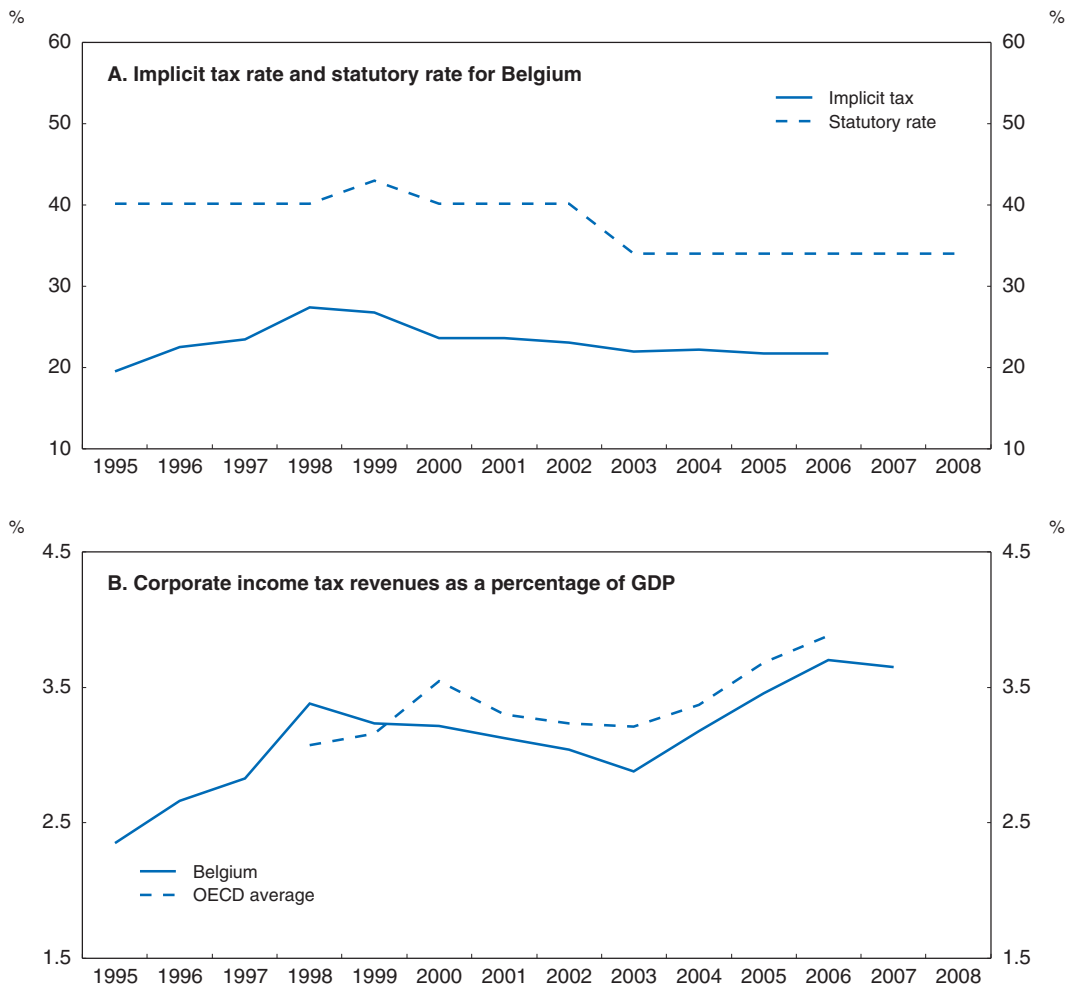 % %
60 60
A. Implicit tax rate and statutory rate for Belgium
Implicit tax
50 50
Statutory rate
40 40
30 30
20 20
10 10
1995 1996 1997 1998 1999 2000 2001 2002 2003 2004 2005 2006 2007 2008
% %
4.5 4.5
B. Corporate income tax revenues as a percentage of GDP
3.5 3.5
2.5 2.5
Belgium
OECD average
1.5 1.5
1995 1996 1997 1998 1999 2000 2001 2002 2003 2004 2005 2006 2007 2008